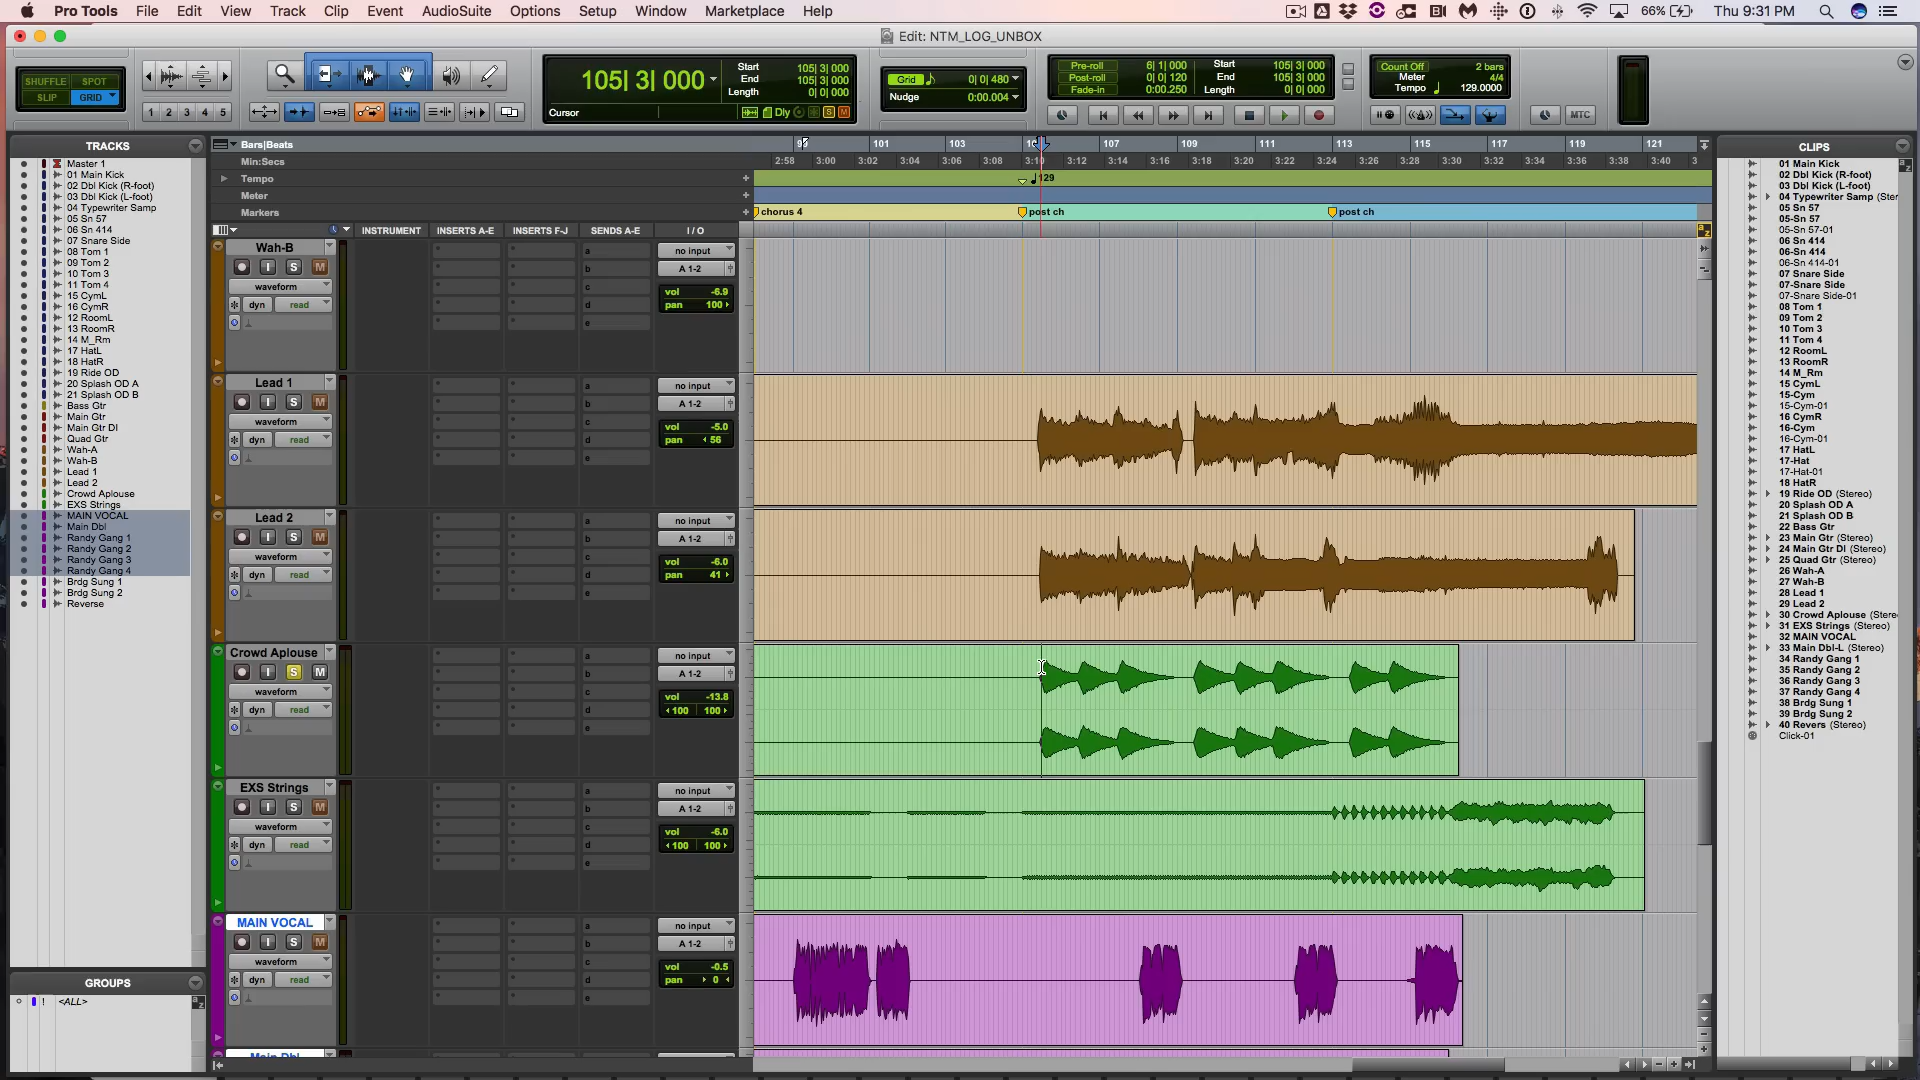 Pro Tools File Edit View Track Clip Event AudioSuite Options Setup Window Marketplace Help 66% Thu 9:31 PM
Edit: NTM_LOG_UNBOX
SHUFFLE SPOT
SLIP GRID
1 2 3 4 5
105| 3| 000
Start 105| 3| 000
End 105| 3| 000
Length 0| 0| 000
Cursor
Dly
S M
Grid 0| 0| 480
Nudge 0:00.004
Pre-roll 6| 1| 000
Post-roll 0| 0| 120
Fade-in 0:00.250
Start 105| 3| 000
End 105| 3| 000
Length 0| 0| 000
Count Off 2 bars
Meter 4/4
Tempo 129.0000
MTC
TRACKS
Master 1
01 Main Kick
02 Dbl Kick (R-foot)
03 Dbl Kick (L-foot)
04 Typewriter Samp
05 Sn 57
06 Sn 414
07 Snare Side
08 Tom 1
09 Tom 2
10 Tom 3
11 Tom 4
15 CymL
16 CymR
12 RoomL
13 RoomR
14 M_Rm
17 HatL
18 HatR
19 Ride OD
20 Splash OD A
21 Splash OD B
Bass Gtr
Main Gtr
Main Gtr DI
Quad Gtr
Wah-A
Wah-B
Lead 1
Lead 2
Crowd Aplouse
EXS Strings
MAIN VOCAL
Main Dbl
Randy Gang 1
Randy Gang 2
Randy Gang 3
Randy Gang 4
Brdg Sung 1
Brdg Sung 2
Reverse
GROUPS
! <ALL>
Bars|Beats
101 103 107 109 111 113 115 117 119 121
Min:Secs
2:58 3:00 3:02 3:04 3:06 3:08 3:10 3:12 3:14 3:16 3:18 3:20 3:22 3:24 3:26 3:28 3:30 3:32 3:34 3:36 3:38 3:40 3
Tempo
129
Meter
Markers
chorus 4 post ch post ch
INSTRUMENT INSERTS A-E INSERTS F-J SENDS A-E I / O
Wah-B
I S M
waveform
dyn read
a
b
c
d
e
no input
A 1-2
vol -6.9
pan 100
Lead 1
I S M
waveform
dyn read
a
b
c
d
e
no input
A 1-2
vol -5.0
pan 56
Lead 2
I S M
waveform
dyn read
a
b
c
d
e
no input
A 1-2
vol -6.0
pan 41
Crowd Aplouse
I S M
waveform
dyn read
a
b
c
d
e
no input
A 1-2
vol -13.8
100 100
EXS Strings
I S M
waveform
dyn read
a
b
c
d
e
no input
A 1-2
vol -6.0
100 100
MAIN VOCAL
I S M
waveform
dyn read
a
b
c
d
e
no input
A 1-2
vol -0.5
pan 0
Main Dbl
CLIPS
01 Main Kick
02 Dbl Kick (R-foot)
03 Dbl Kick (L-foot)
04 Typewriter Samp (Ster
05 Sn 57
05-Sn 57
05-Sn 57-01
06 Sn 414
06-Sn 414
06-Sn 414-01
07 Snare Side
07-Snare Side
07-Snare Side-01
08 Tom 1
09 Tom 2
10 Tom 3
11 Tom 4
12 RoomL
13 RoomR
14 M_Rm
15 CymL
15-Cym
15-Cym-01
16 CymR
16-Cym
16-Cym-01
17 HatL
17-Hat
17-Hat-01
18 HatR
19 Ride OD (Stereo)
20 Splash OD A
21 Splash OD B
22 Bass Gtr
23 Main Gtr (Stereo)
24 Main Gtr DI (Stereo)
25 Quad Gtr (Stereo)
26 Wah-A
27 Wah-B
28 Lead 1
29 Lead 2
30 Crowd Aplouse (Stere
31 EXS Strings (Stereo)
32 MAIN VOCAL
33 Main Dbl-L (Stereo)
34 Randy Gang 1
35 Randy Gang 2
36 Randy Gang 3
37 Randy Gang 4
38 Brdg Sung 1
39 Brdg Sung 2
40 Revers (Stereo)
Click-01